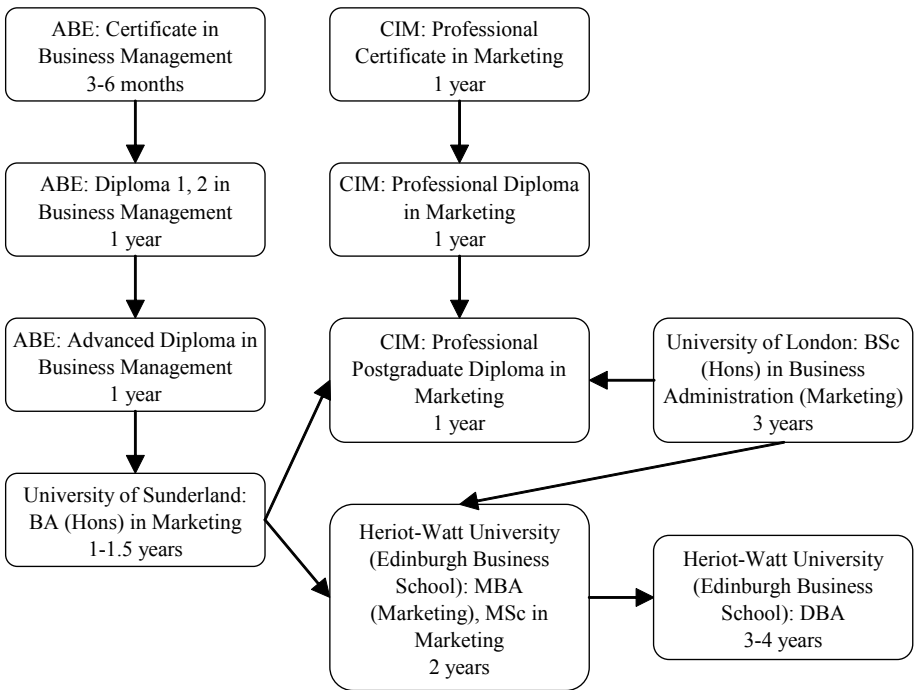 ABE: Certificate in
Business Management
3-6 months
CIM: Professional
Certificate in Marketing
1 year
ABE: Diploma 1, 2 in
Business Management
1 year
CIM: Professional Diploma
in Marketing
1 year
ABE: Advanced Diploma in
Business Management
1 year
CIM: Professional
Postgraduate Diploma in
Marketing
1 year
University of London: BSc
(Hons) in Business
Administration (Marketing)
3 years
University of Sunderland:
BA (Hons) in Marketing
1-1.5 years
Heriot-Watt University
(Edinburgh Business
School): MBA
(Marketing), MSc in
Marketing
2 years
Heriot-Watt University
(Edinburgh Business
School): DBA
3-4 years